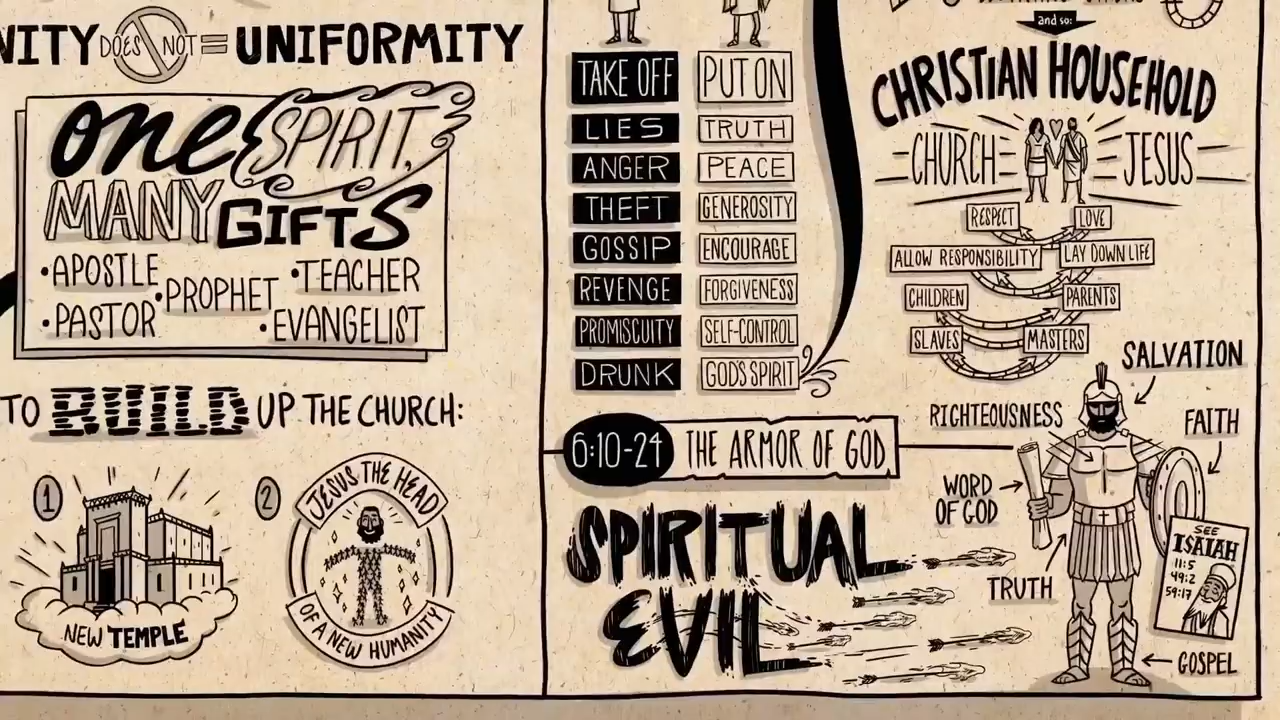 NITY DOES NOT = UNIFORMITY
one SPIRIT,
MANY GIFTS
•APOSTLE •PROPHET •TEACHER
•PASTOR •EVANGELIST
TO BUILD UP THE CHURCH:
1
NEW TEMPLE
2
JESUS THE HEAD
OF A NEW HUMANITY
TAKE OFF PUT ON
LIES TRUTH
ANGER PEACE
THEFT GENEROSITY
GOSSIP ENCOURAGE
REVENGE FORGIVENESS
PROMISCUITY SELF-CONTROL
DRUNK GOD'S SPIRIT
and so:
CHRISTIAN HOUSEHOLD
CHURCH JESUS
RESPECT LOVE
ALLOW RESPONSIBILITY LAY DOWN LIFE
CHILDREN PARENTS
SLAVES MASTERS
6:10-24 THE ARMOR OF GOD
SPIRITUAL
EVIL
SALVATION
RIGHTEOUSNESS
FAITH
WORD
OF GOD
TRUTH
SEE
ISAIAH
11:5
49:2
59:17
GOSPEL